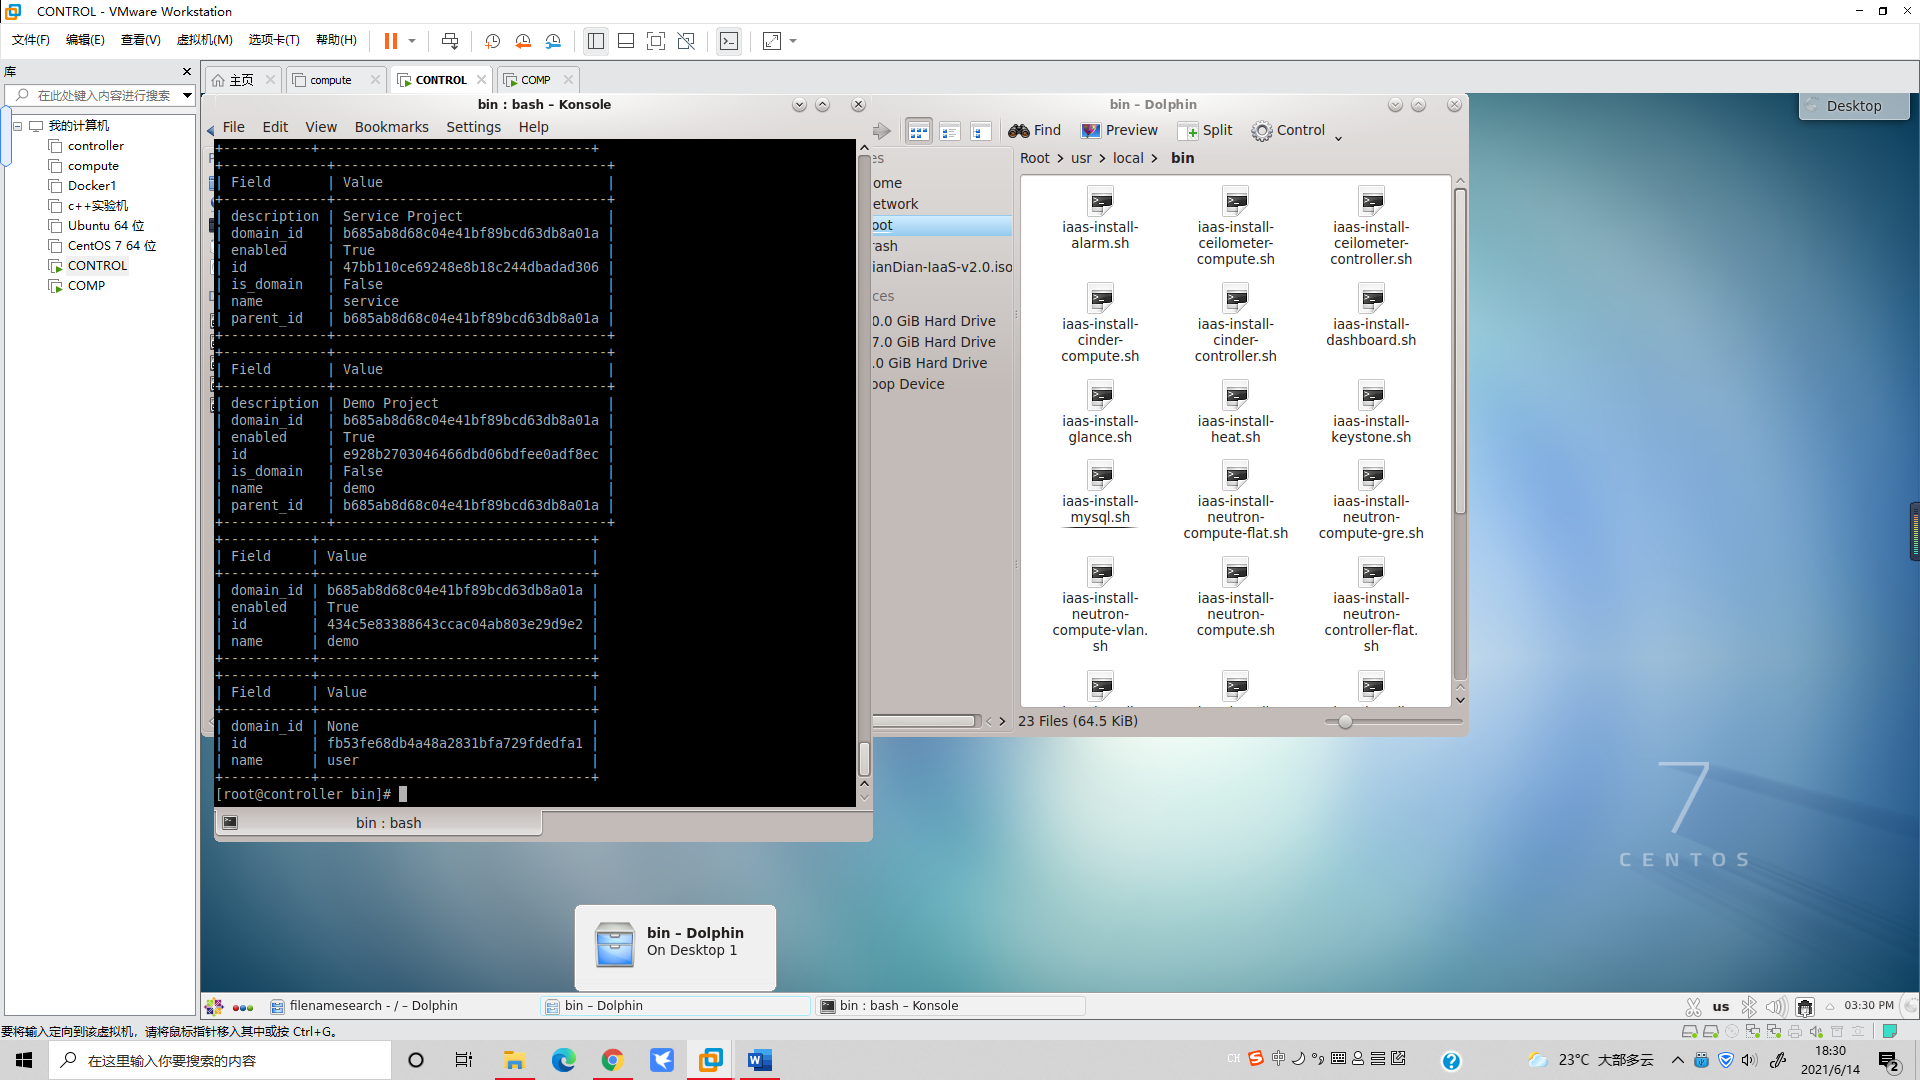 CONTROL - VMware Workstation
文件(F) 编辑(E) 查看(V) 虚拟机(M) 选项卡(T) 帮助(H)
库
在此处键入内容进行搜索
我的计算机
controller
compute
Docker1
c++实验机
Ubuntu 64 位
CentOS 7 64 位
CONTROL
COMP
主页 compute CONTROL COMP
bin : bash – Konsole
File Edit View Bookmarks Settings Help
+-----------+----------------------------------+
+-------------+----------------------------------+
| Field       | Value                            |
+-------------+----------------------------------+
| description | Service Project                  |
| domain_id   | b685ab8d68c04e41bf89bcd63db8a01a |
| enabled     | True                             |
| id          | 47bb110ce69248e8b18c244dbadad306 |
| is_domain   | False                            |
| name        | service                          |
| parent_id   | b685ab8d68c04e41bf89bcd63db8a01a |
+-------------+----------------------------------+
+-------------+----------------------------------+
| Field       | Value                            |
+-------------+----------------------------------+
| description | Demo Project                     |
| domain_id   | b685ab8d68c04e41bf89bcd63db8a01a |
| enabled     | True                             |
| id          | e928b2703046466dbd06bdfee0adf8ec |
| is_domain   | False                            |
| name        | demo                             |
| parent_id   | b685ab8d68c04e41bf89bcd63db8a01a |
+-------------+----------------------------------+
+-----------+----------------------------------+
| Field     | Value                            |
+-----------+----------------------------------+
| domain_id | b685ab8d68c04e41bf89bcd63db8a01a |
| enabled   | True                             |
| id        | 434c5e83388643ccac04ab803e29d9e2 |
| name      | demo                             |
+-----------+----------------------------------+
+-----------+----------------------------------+
| Field     | Value                            |
+-----------+----------------------------------+
| domain_id | None                             |
| id        | fb53fe68db4a48a2831bfa729fdedfa1 |
| name      | user                             |
+-----------+----------------------------------+
[root@controller bin]#
bin : bash
bin – Dolphin
Find Preview Split Control
Root > usr > local > bin
es
ome
etwork
oot
rash
ianDian-IaaS-v2.0.iso
ces
0.0 GiB Hard Drive
7.0 GiB Hard Drive
.0 GiB Hard Drive
oop Device
iaas-install-alarm.sh
iaas-install-ceilometer-compute.sh
iaas-install-ceilometer-controller.sh
iaas-install-cinder-compute.sh
iaas-install-cinder-controller.sh
iaas-install-dashboard.sh
iaas-install-glance.sh
iaas-install-heat.sh
iaas-install-keystone.sh
iaas-install-mysql.sh
iaas-install-neutron-compute-flat.sh
iaas-install-neutron-compute-gre.sh
iaas-install-neutron-compute-vlan.sh
iaas-install-neutron-compute.sh
iaas-install-neutron-controller-flat.sh
23 Files (64.5 KiB)
Desktop
7
CENTOS
bin – Dolphin
On Desktop 1
filenamesearch - / – Dolphin
bin – Dolphin
bin : bash – Konsole
us
03:30 PM
要将输入定向到该虚拟机，请将鼠标指针移入其中或按 Ctrl+G。
在这里输入你要搜索的内容
CH
中
23°C 大部多云
18:30
2021/6/14
2